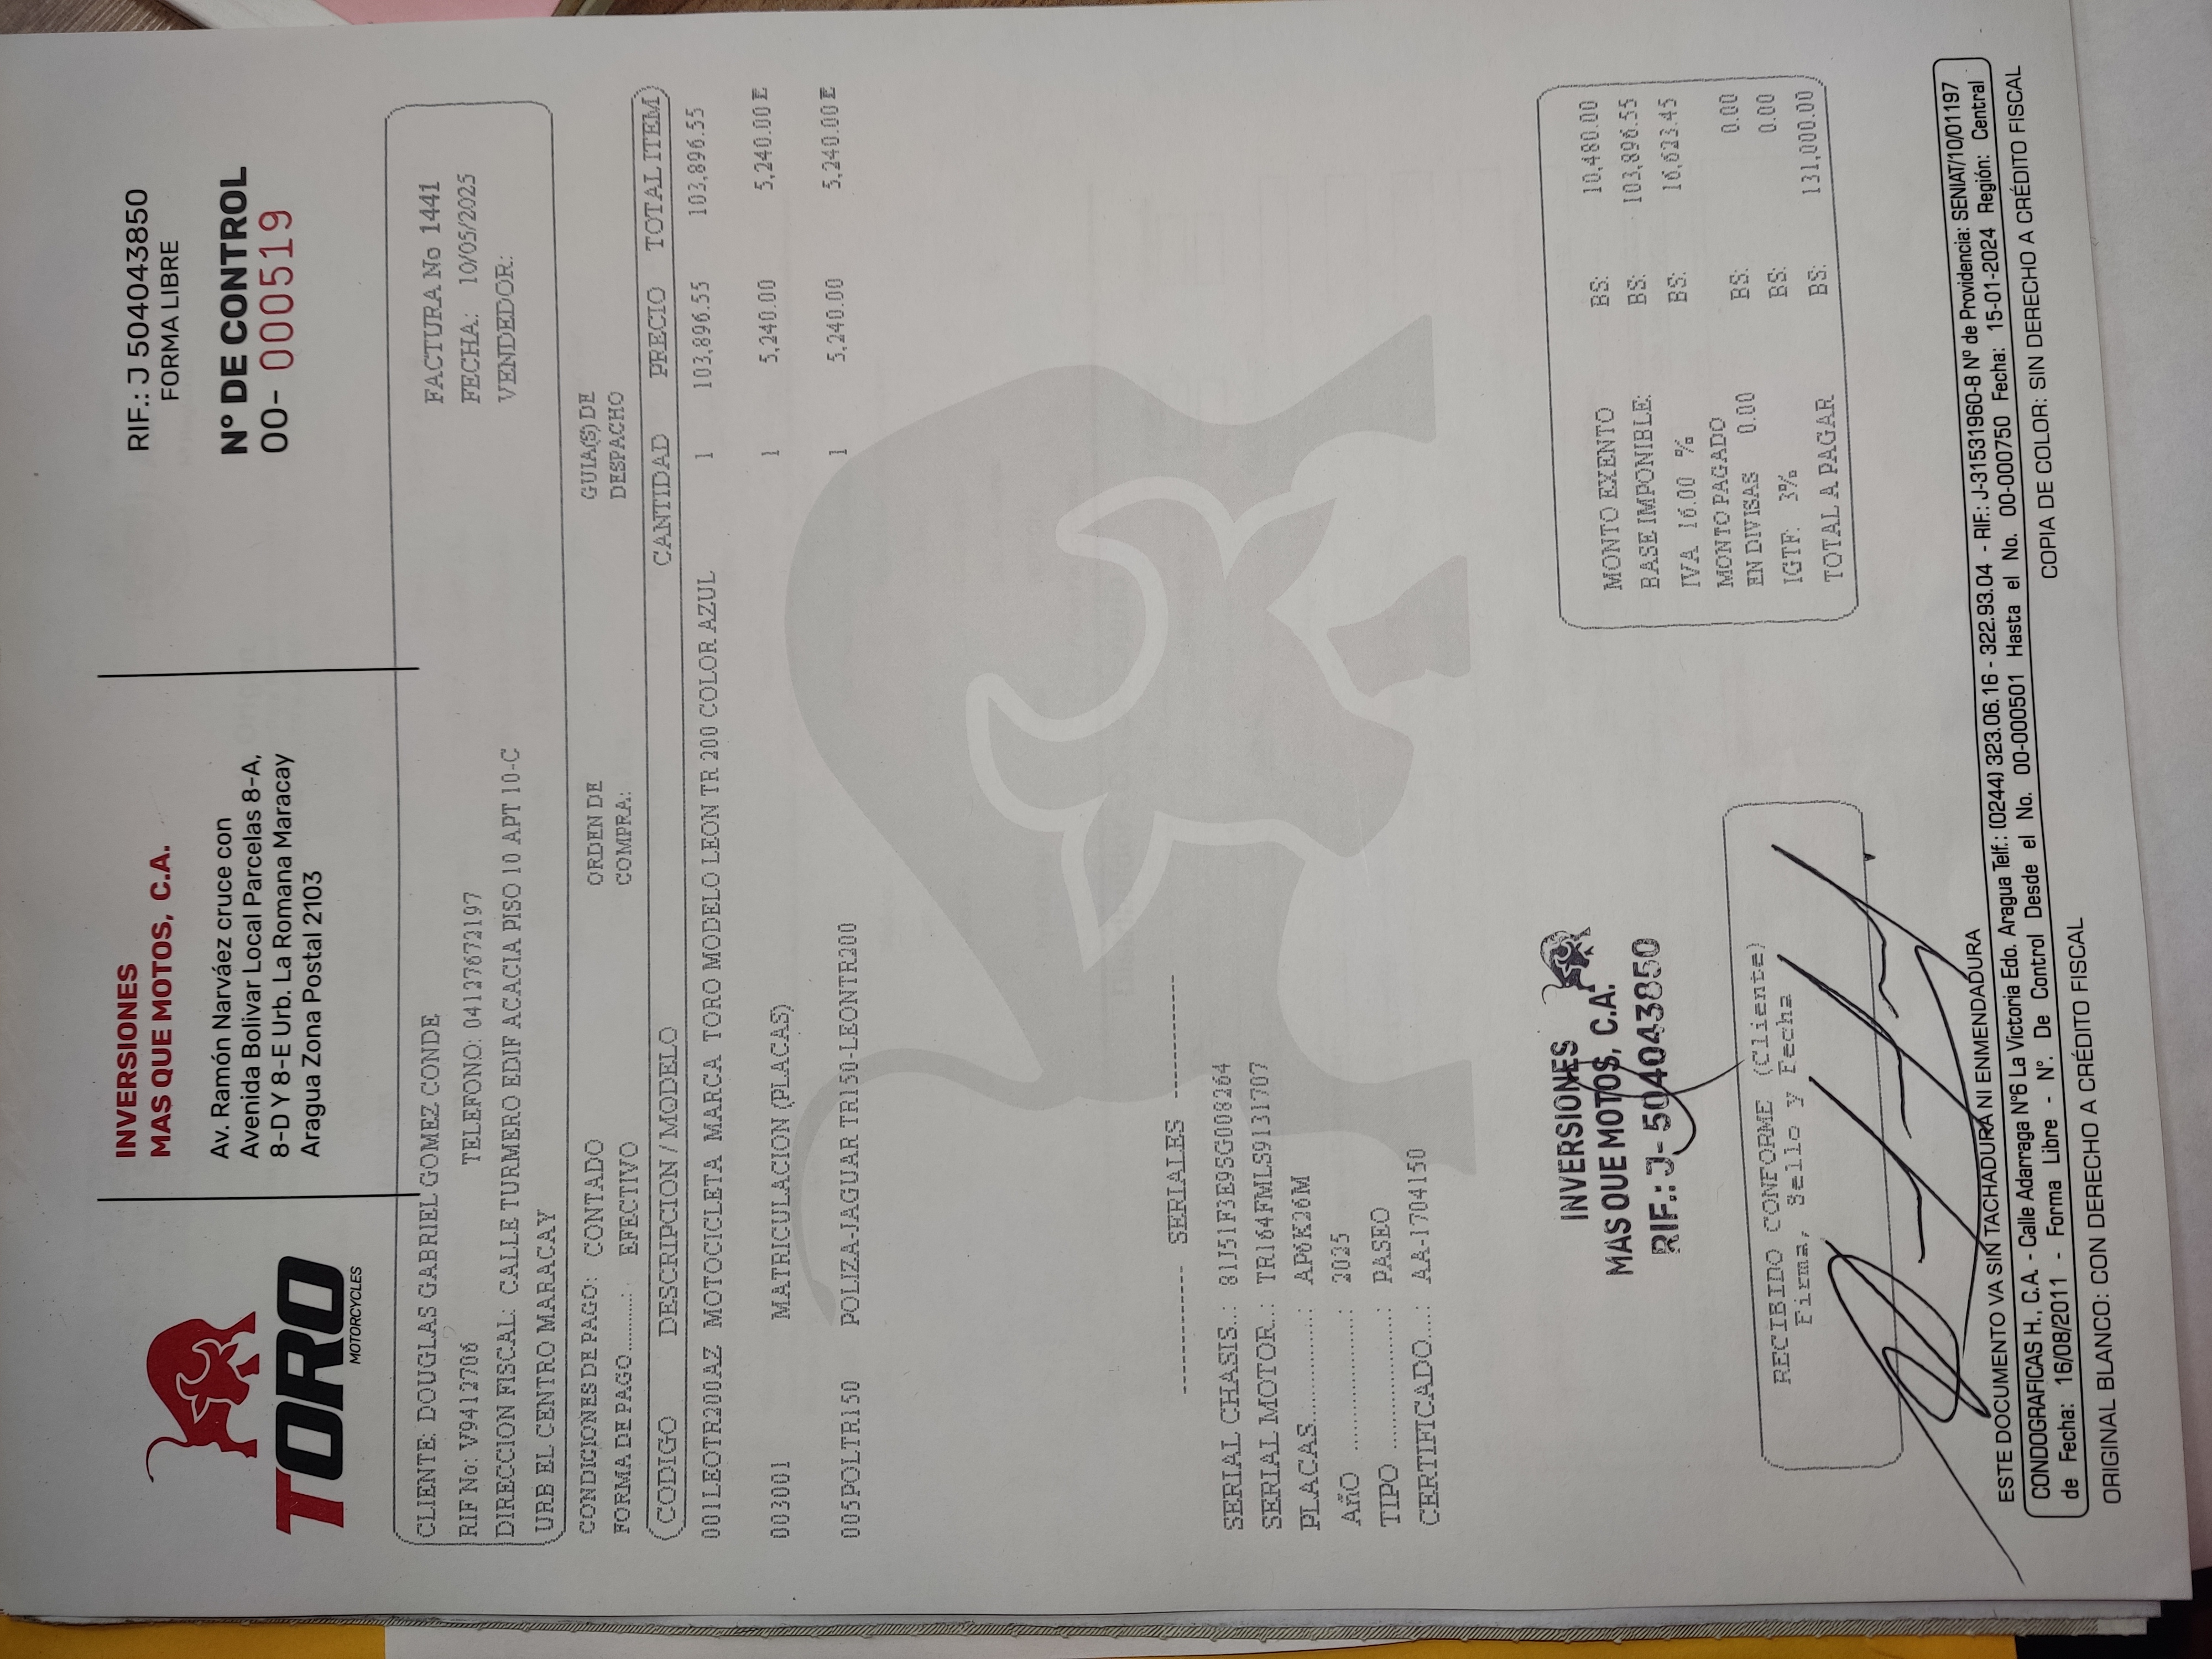 TORO
MOTORCYCLES
INVERSIONES
MAS QUE MOTOS, C.A.
Av. Ramón Narváez cruce con
Avenida Bolivar Local Parcelas 8-A,
8-D Y 8-E Urb. La Romana Maracay
Aragua Zona Postal 2103
RIF.: J 504043850
FORMA LIBRE
Nº DE CONTROL
00- 000519
CLIENTE: DOUGLAS GABRIEL GOMEZ CONDE
FACTURA No 1441
RIF No: V9412706 TELEFONO: 04127672197
FECHA: 10/05/2025
DIRECCION FISCAL: CALLE TURMERO EDIF ACACIA PISO 10 APT 10-C
VENDEDOR:
URB EL CENTRO MARACAY
CONDICIONES DE PAGO: CONTADO ORDEN DE GUIA(S) DE
FORMA DE PAGO...........: EFECTIVO COMPRA: DESPACHO
CODIGO DESCRIPCION / MODELO CANTIDAD PRECIO TOTAL ITEM
001LEOTR200AZ MOTOCICLETA MARCA TORO MODELO LEON TR 200 COLOR AZUL 1 103,896.55 103,896.55
003001 MATRICULACION (PLACAS) 1 5,240.00 5,240.00 E
005POLTR150 POLIZA-JAGUAR TR150-LEONTR200 1 5,240.00 5,240.00 E
------------ SERIALES ------------
SERIAL CHASIS..: 81J51F3E9SG008264
SERIAL MOTOR..: TR164FMLS9131707
PLACAS....................: AP6K26M
AÑO ......................: 2025
TIPO ......................: PASEO
CERTIFICADO....: AA-1704150
INVERSIONES
MAS QUE MOTOS, C.A.
RIF.: J- 504043850
MONTO EXENTO BS: 10,480.00
BASE IMPONIBLE: BS: 103,896.55
IVA 16.00 % BS: 16,623.45
MONTO PAGADO
EN DIVISAS 0.00 BS: 0.00
IGTF: 3% BS: 0.00
TOTAL A PAGAR BS: 131,000.00
RECIBIDO CONFORME (Cliente)
Firma, Sello y Fecha
ESTE DOCUMENTO VA SIN TACHADURA NI ENMENDADURA
CONDOGRAFICAS H., C.A. - Calle Adarraga Nº6 La Victoria Edo. Aragua Telf.: (0244) 323.06.16 - 322.93.04 - RIF.: J-31531960-8 Nº de Providencia: SENIAT/10/01197
de Fecha: 16/08/2011 - Forma Libre - Nº. De Control Desde el No. 00-000501 Hasta el No. 00-000750 Fecha: 15-01-2024 Región: Central
ORIGINAL BLANCO: CON DERECHO A CRÉDITO FISCAL COPIA DE COLOR: SIN DERECHO A CRÉDITO FISCAL